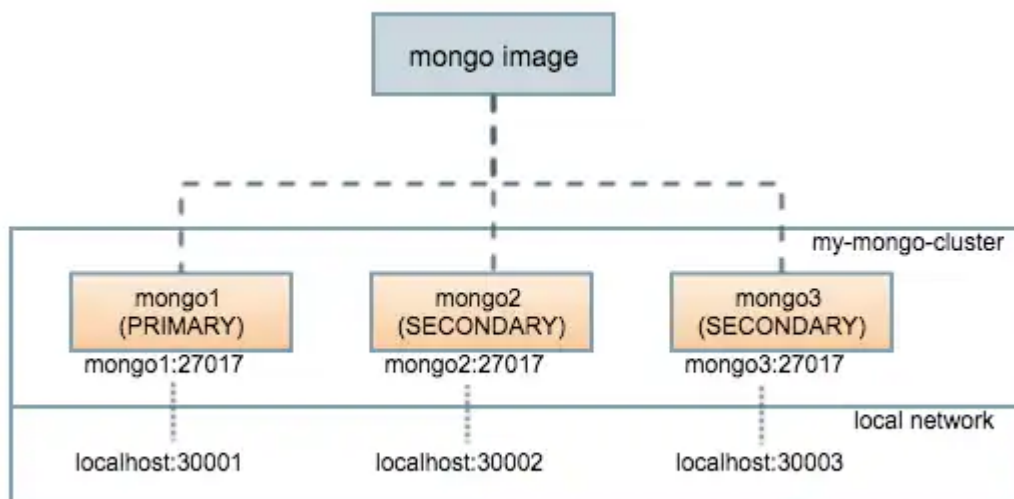 mongo image
my-mongo-cluster
mongo1
(PRIMARY)
mongo1:27017
mongo2
(SECONDARY)
mongo2:27017
mongo3
(SECONDARY)
mongo3:27017
local network
localhost:30001
localhost:30002
localhost:30003